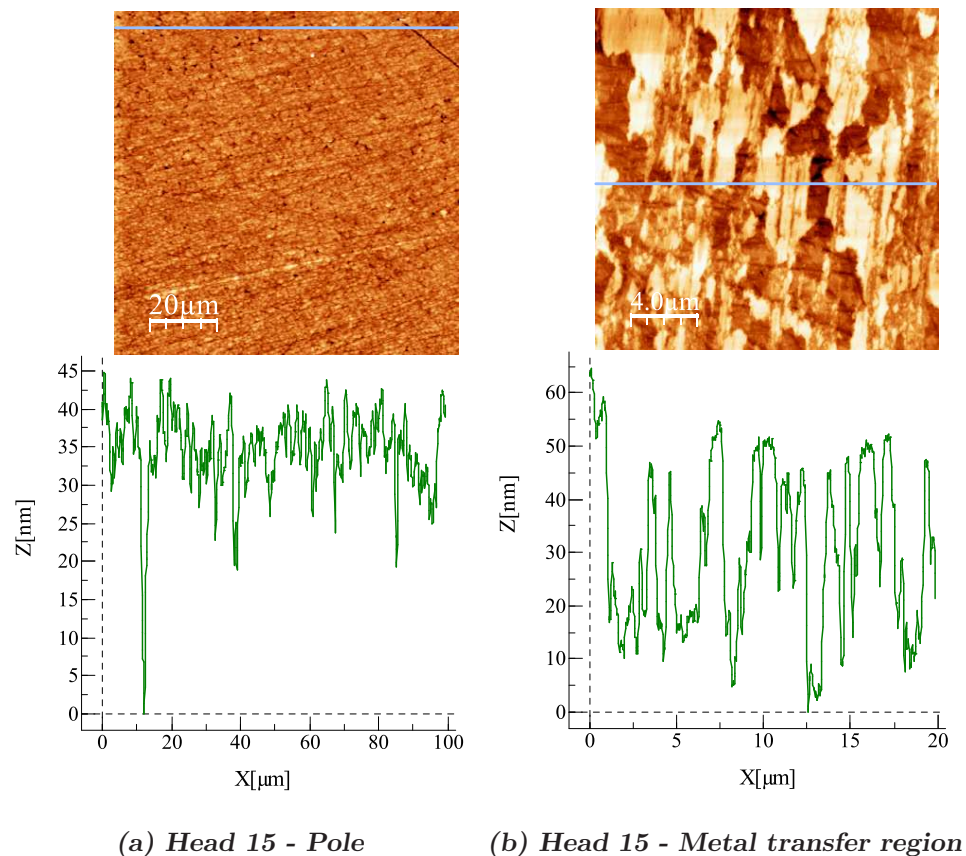 20μm
4.0μm
45
40
35
30
25
20
15
10
5
0
Z[nm]
0 20 40 60 80 100
X[μm]
60
50
40
30
20
10
0
Z[nm]
0 5 10 15 20
X[μm]
(a) Head 15 - Pole
(b) Head 15 - Metal transfer region